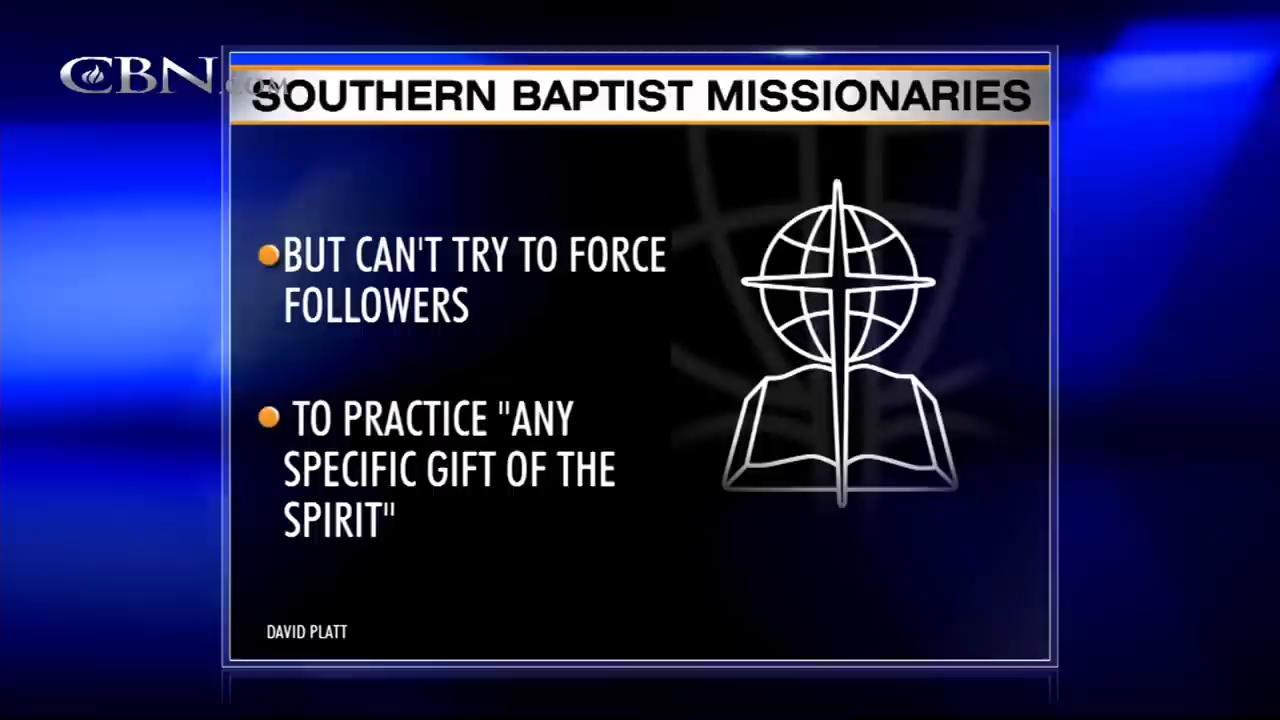 CBN.COM
SOUTHERN BAPTIST MISSIONARIES
BUT CAN'T TRY TO FORCE
FOLLOWERS
TO PRACTICE "ANY
SPECIFIC GIFT OF THE
SPIRIT"
DAVID PLATT